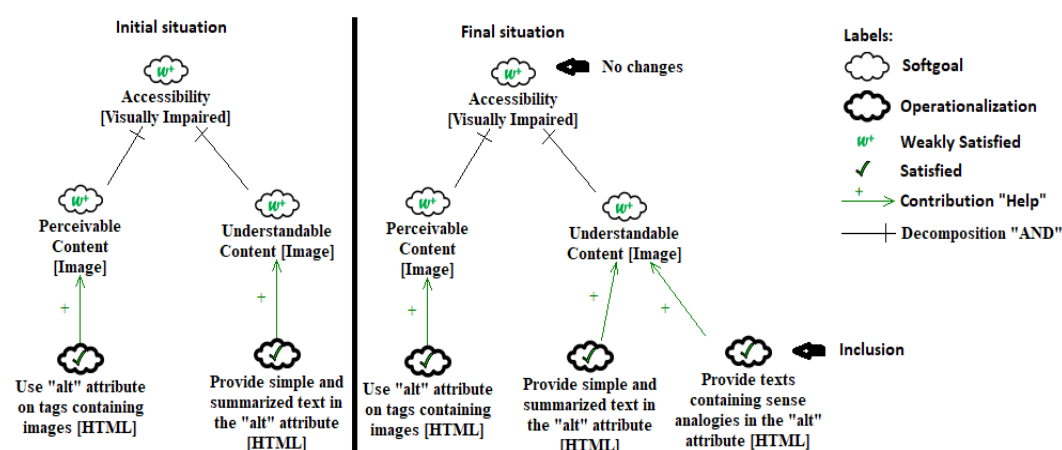 Initial situation
w+
Accessibility
[Visually Impaired]
w+
Perceivable
Content
[Image]
w+
Understandable
Content [Image]
+
+
Use "alt" attribute
on tags containing
images [HTML]
Provide simple and
summarized text in
the "alt" attribute
[HTML]
Final situation
w+
No changes
Accessibility
[Visually Impaired]
w+
Perceivable
Content
[Image]
w+
Understandable
Content [Image]
+
+
+
Use "alt" attribute
on tags containing
images [HTML]
Provide simple and
summarized text in
the "alt" attribute
[HTML]
Inclusion
Provide texts
containing sense
analogies in the "alt"
attribute [HTML]
Labels:
Softgoal
Operationalization
w+ Weakly Satisfied
Satisfied
+ Contribution "Help"
Decomposition "AND"